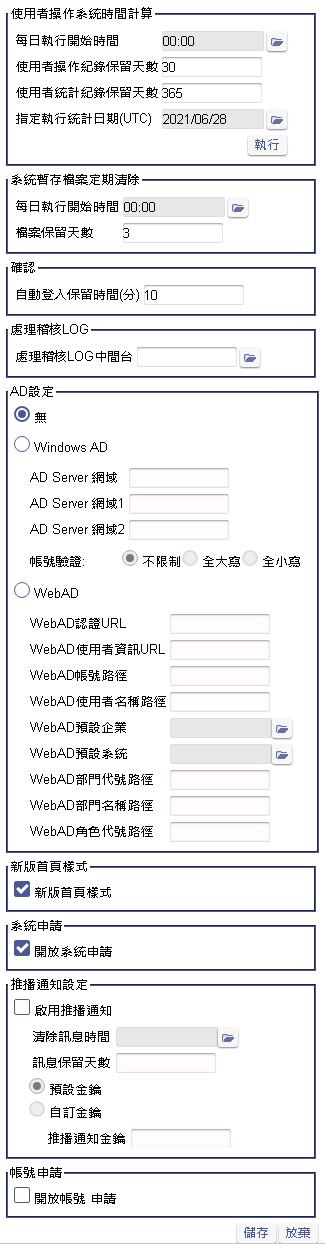 使用者操作系統時間計算
每日執行開始時間 00:00
使用者操作紀錄保留天數 30
使用者統計紀錄保留天數 365
指定執行統計日期(UTC) 2021/06/28
執行
系統暫存檔案定期清除
每日執行開始時間 00:00
檔案保留天數 3
確認
自動登入保留時間(分) 10
處理稽核LOG
處理稽核LOG中間台
AD設定
無
Windows AD
AD Server 網域
AD Server 網域1
AD Server 網域2
帳號驗證: 不限制 全大寫 全小寫
WebAD
WebAD認證URL
WebAD使用者資訊URL
WebAD帳號路徑
WebAD使用者名稱路徑
WebAD預設企業
WebAD預設系統
WebAD部門代號路徑
WebAD部門名稱路徑
WebAD角色代號路徑
新版首頁樣式
新版首頁樣式
系統申請
開放系統申請
推播通知設定
啟用推播通知
清除訊息時間
訊息保留天數
預設金鑰
自訂金鑰
推播通知金鑰
帳號申請
開放帳號 申請
儲存 放棄